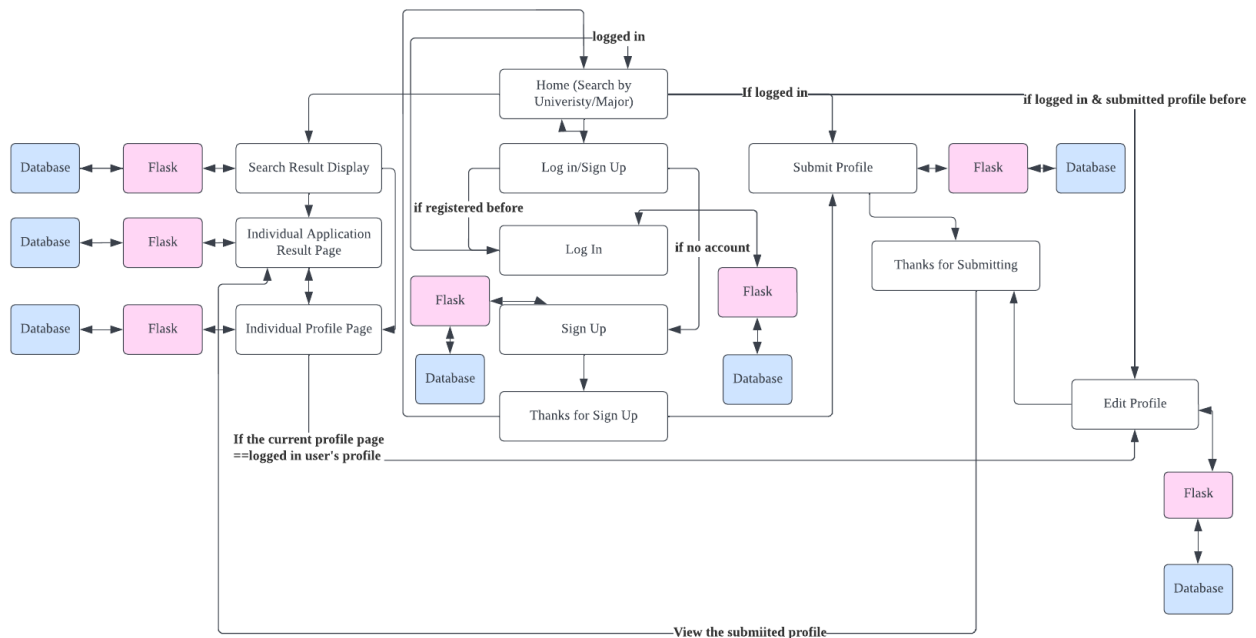 logged in
Home (Search by
Univeristy/Major)
If logged in
if logged in & submitted profile before
Database
Flask
Search Result Display
Log in/Sign Up
Submit Profile
Flask
Database
if registered before
Database
Flask
Individual Application
Result Page
Log In
if no account
Thanks for Submitting
Flask
Flask
Database
Flask
Individual Profile Page
Sign Up
Database
Database
Thanks for Sign Up
Edit Profile
If the current profile page
==logged in user's profile
Flask
Database
View the submiited profile